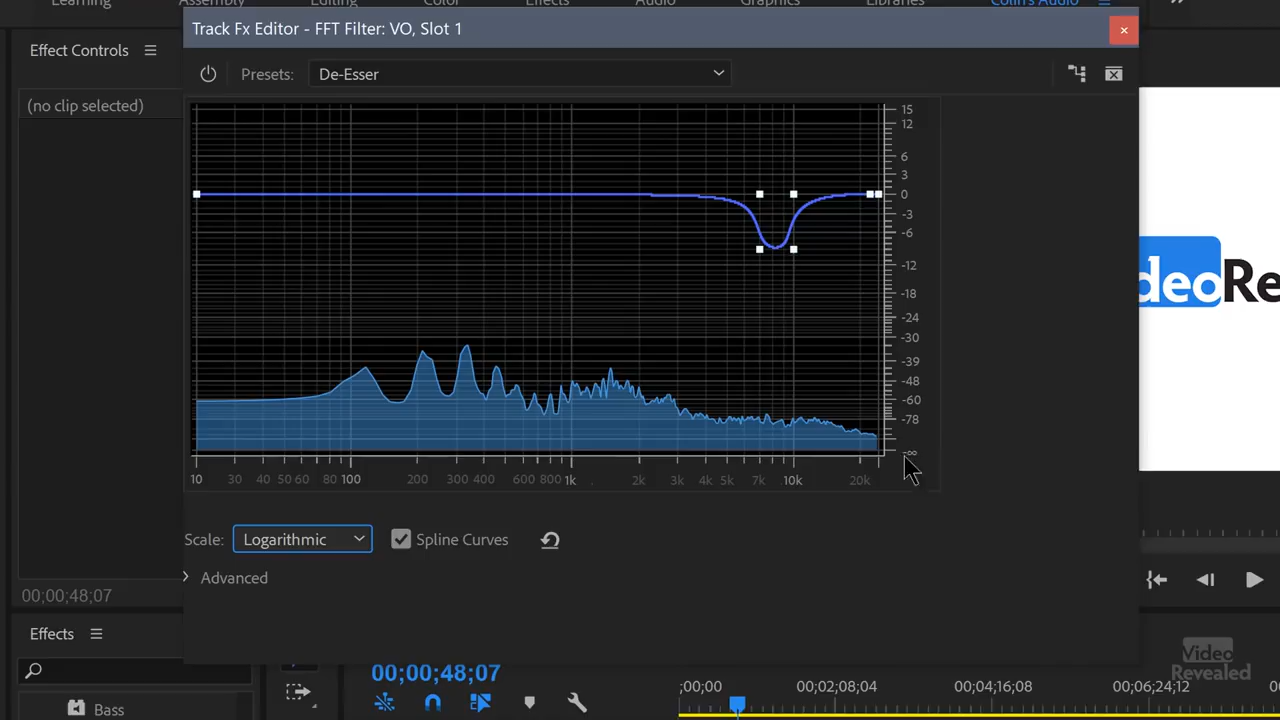 Learning Assembly Editing Color Effects Audio Graphics Libraries Colin's Audio
Track Fx Editor - FFT Filter: VO, Slot 1
Effect Controls
Presets: De-Esser
(no clip selected)
15
12
6
3
0
-3
-6
-12
-18
-24
-30
-39
-48
-60
-78
-∞
10 30 40 50 60 80 100 200 300 400 600 800 1k 2k 3k 4k 5k 7k 10k 20k
deoRe
Scale: Logarithmic Spline Curves
Advanced
00;00;48;07
Effects
00;00;48;07
;00;00 00;02;08;04 00;04;16;08 00;06;24;12
Bass
Video
Revealed